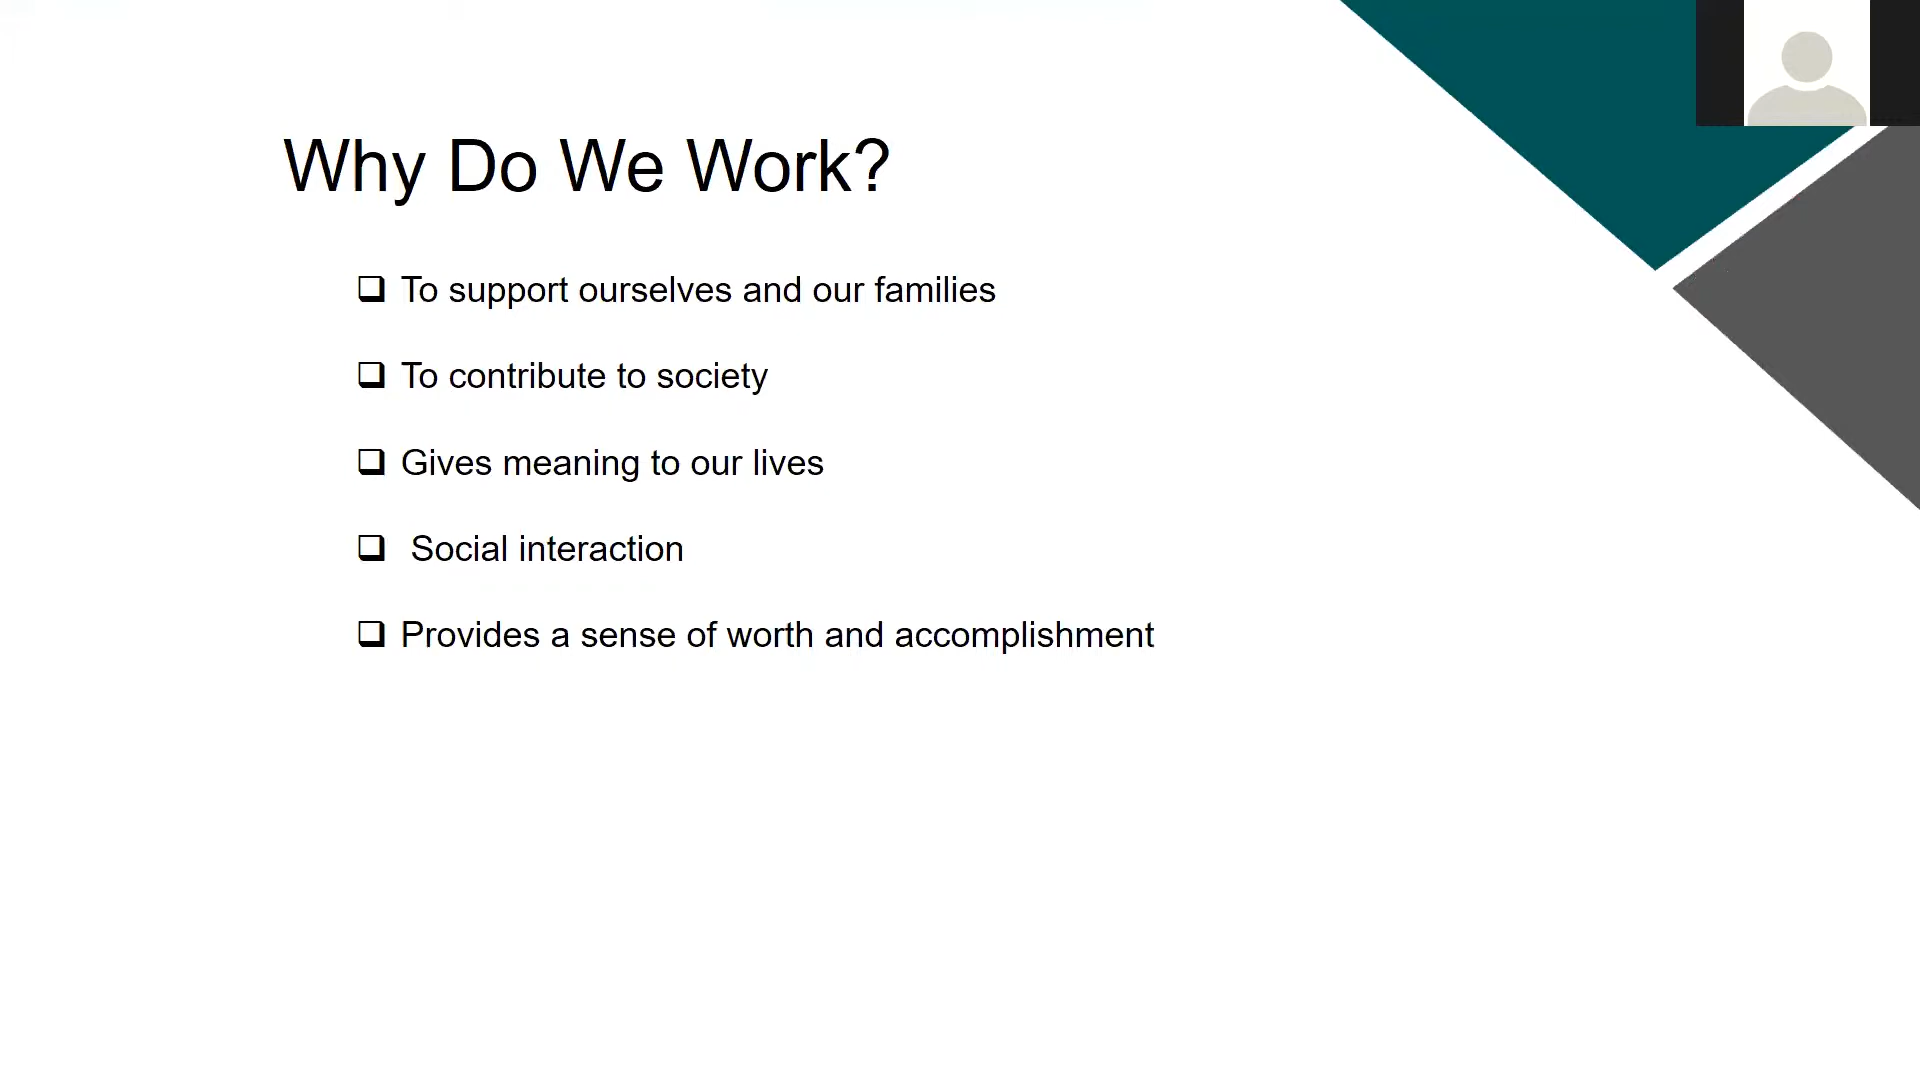 Why Do We Work?
❑ To support ourselves and our families
❑ To contribute to society
❑ Gives meaning to our lives
❑ Social interaction
❑ Provides a sense of worth and accomplishment